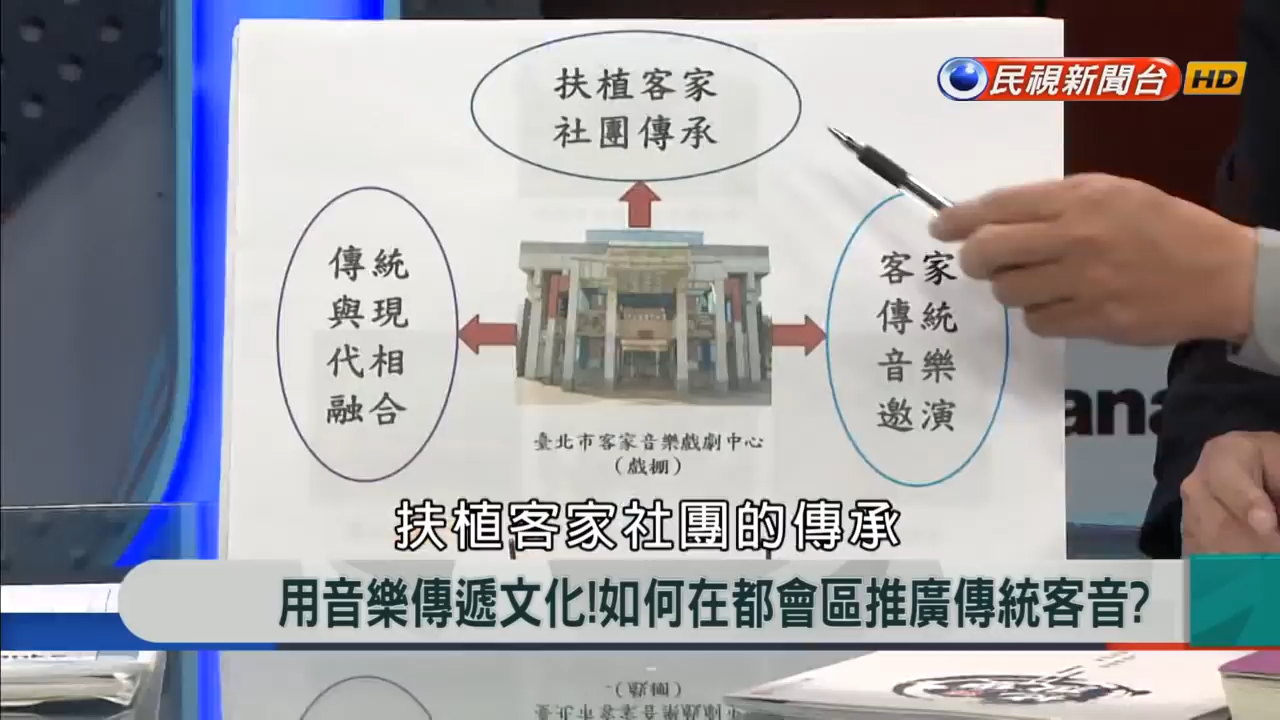 扶植客家
社團傳承
民視新聞台 HD
傳統
與現
代相
融合
客家
傳統
音樂
邀演
臺北市客家音樂戲劇中心
(戲棚)
扶植客家社團的傳承
用音樂傳遞文化!如何在都會區推廣傳統客音?